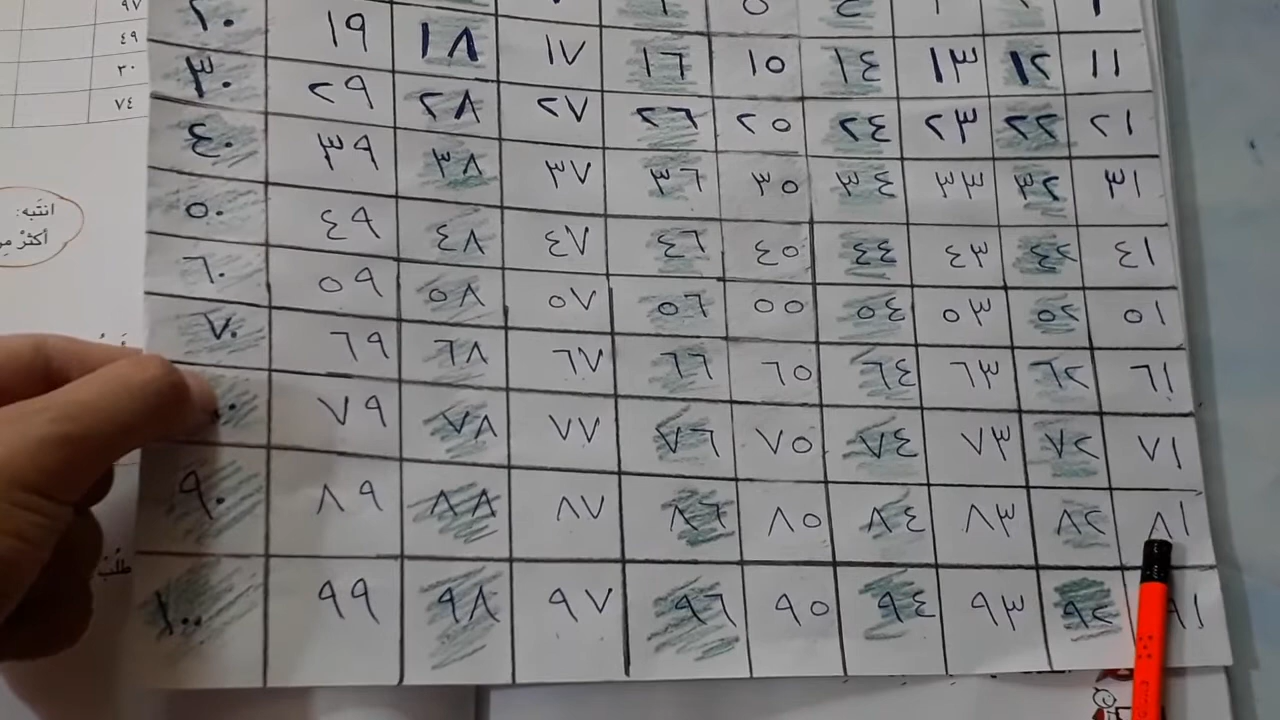 ١١ ١٢ ١٣ ١٤ ١٥ ١٦ ١٧ ١٨ ١٩ ٢٠
٢١ ٢٢ ٢٣ ٢٤ ٢٥ ٢٦ ٢٧ ٢٨ ٢٩ ٣٠
٣١ ٣٢ ٣٣ ٣٤ ٣٥ ٣٦ ٣٧ ٣٨ ٣٩ ٤٠
٤١ ٤٢ ٤٣ ٤٤ ٤٥ ٤٦ ٤٧ ٤٨ ٤٩ ٥٠
٥١ ٥٢ ٥٣ ٥٤ ٥٥ ٥٦ ٥٧ ٥٨ ٥٩ ٦٠
٦١ ٦٢ ٦٣ ٦٤ ٦٥ ٦٦ ٦٧ ٦٨ ٦٩ ٧٠
٧١ ٧٢ ٧٣ ٧٤ ٧٥ ٧٦ ٧٧ ٧٨ ٧٩
٨١ ٨٢ ٨٣ ٨٤ ٨٥ ٨٦ ٨٧ ٨٨ ٨٩ ٩٠
٩١ ٩٢ ٩٣ ٩٤ ٩٥ ٩٦ ٩٧ ٩٨ ٩٩ ١٠٠
٩٧
٤٩
٣٠
٧٤
انتَبه:
أكثرُ